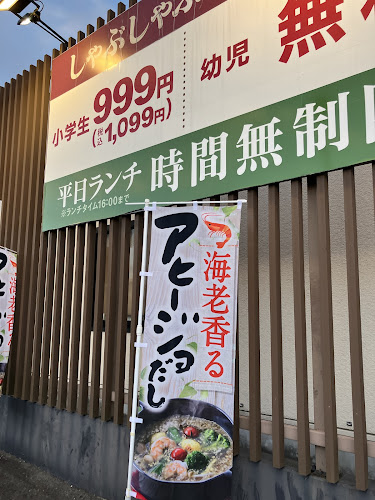 しゃぶしゃぶ
小学生 999円
(税込1,099円)
幼児 無
平日ランチ 時間無制
※ランチタイム16:00まで
海老香る
アヒージョだし